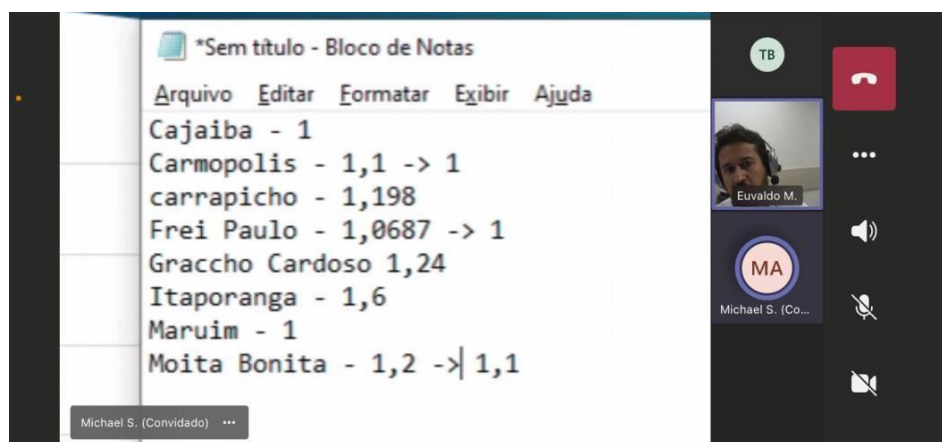 *Sem título - Bloco de Notas
Arquivo Editar Formatar Exibir Ajuda
Cajaiba - 1
Carmopolis - 1,1 -> 1
carrapicho - 1,198
Frei Paulo - 1,0687 -> 1
Graccho Cardoso 1,24
Itaporanga - 1,6
Maruim - 1
Moita Bonita - 1,2 -> 1,1
Michael S. (Convidado) •••
TB
Euvaldo M.
MA
Michael S. (Co...